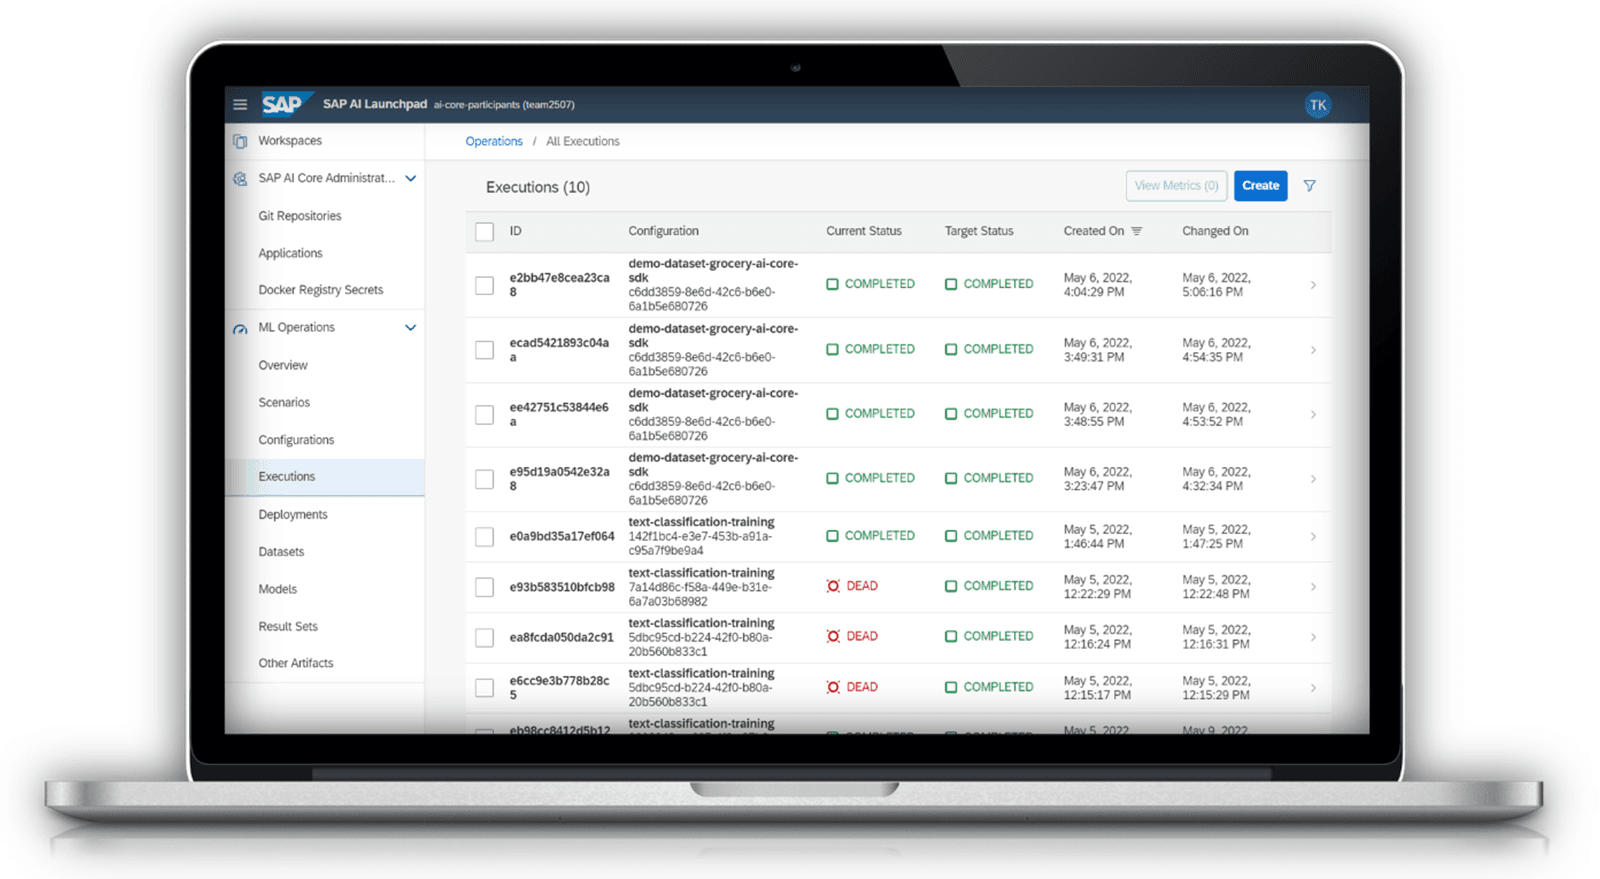 SAP SAP AI Launchpad ai-core-participants (team2507) TK
Workspaces
SAP AI Core Administrat...
Git Repositories
Applications
Docker Registry Secrets
ML Operations
Overview
Scenarios
Configurations
Executions
Deployments
Datasets
Models
Result Sets
Other Artifacts
Operations / All Executions
Executions (10) View Metrics (0) Create
ID Configuration Current Status Target Status Created On Changed On
e2bb47e8cea23ca
8
demo-dataset-grocery-ai-core-
sdk
c6dd3859-8e6d-42c6-b6e0-
6a1b5e680726
COMPLETED
COMPLETED
May 6, 2022,
4:04:29 PM
May 6, 2022,
5:06:16 PM
ecad5421893c04a
a
demo-dataset-grocery-ai-core-
sdk
c6dd3859-8e6d-42c6-b6e0-
6a1b5e680726
COMPLETED
COMPLETED
May 6, 2022,
3:49:31 PM
May 6, 2022,
4:54:35 PM
ee42751c53844e6
a
demo-dataset-grocery-ai-core-
sdk
c6dd3859-8e6d-42c6-b6e0-
6a1b5e680726
COMPLETED
COMPLETED
May 6, 2022,
3:48:55 PM
May 6, 2022,
4:53:52 PM
e95d19a0542e32a
8
demo-dataset-grocery-ai-core-
sdk
c6dd3859-8e6d-42c6-b6e0-
6a1b5e680726
COMPLETED
COMPLETED
May 6, 2022,
3:23:47 PM
May 6, 2022,
4:32:34 PM
e0a9bd35a17ef064
text-classification-training
142f1bc4-e3e7-453b-a91a-
c95a7f9be9a4
COMPLETED
COMPLETED
May 5, 2022,
1:46:44 PM
May 5, 2022,
1:47:25 PM
e93b583510bfcb98
text-classification-training
7a14d86c-f58a-449e-b31e-
6a7a03b68982
DEAD
COMPLETED
May 5, 2022,
12:22:29 PM
May 5, 2022,
12:22:48 PM
ea8fcda050da2c91
text-classification-training
5dbc95cd-b224-42f0-b80a-
20b560b833c1
DEAD
COMPLETED
May 5, 2022,
12:16:24 PM
May 5, 2022,
12:16:31 PM
e6cc9e3b778b28c
5
text-classification-training
5dbc95cd-b224-42f0-b80a-
20b560b833c1
DEAD
COMPLETED
May 5, 2022,
12:15:17 PM
May 5, 2022,
12:15:29 PM
eb98cc8412d5b12
text-classification-training
COMPLETED
COMPLETED
May 5, 2022,
May 9, 2022,